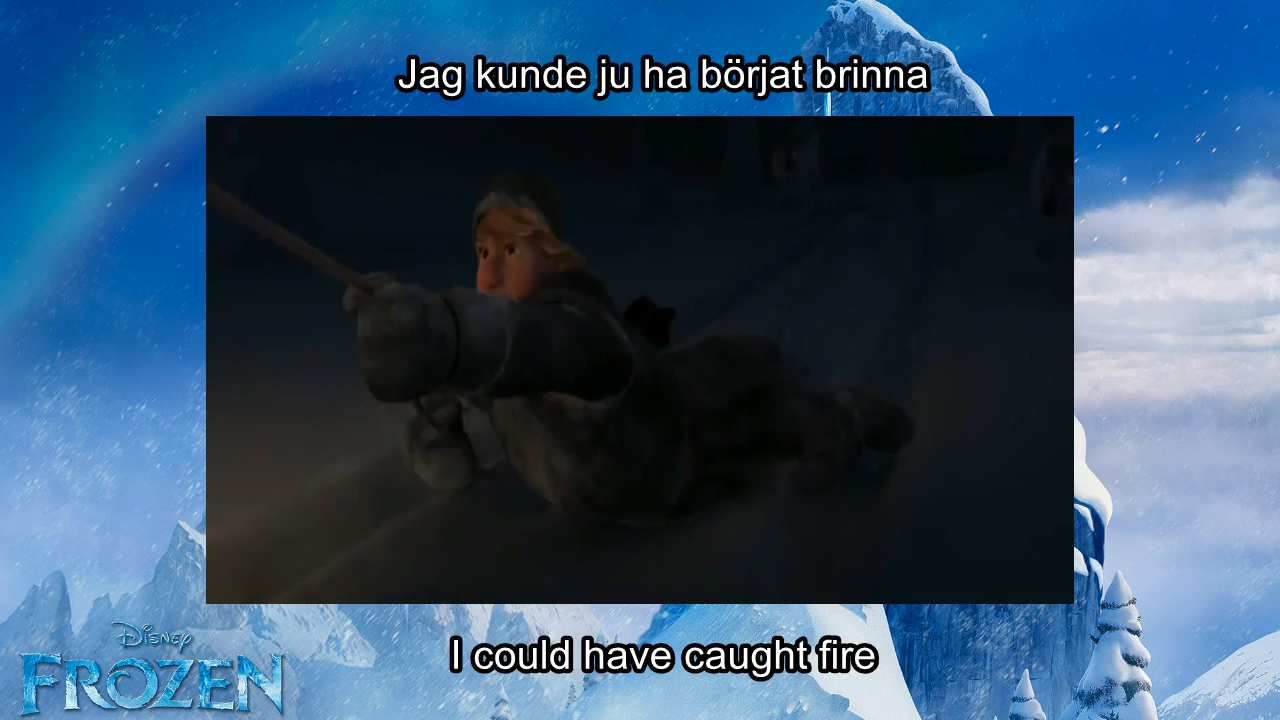 Jag kunde ju ha börjat brinna
I could have caught fire
Disney
FROZEN